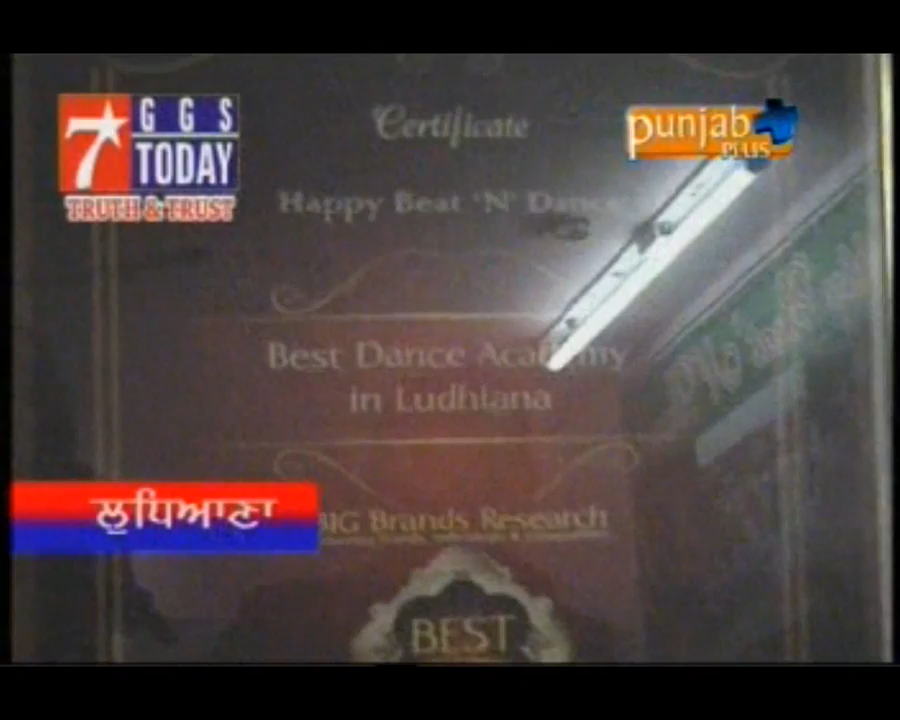 7 GGS
TODAY
TRUTH & TRUST
punjab
PLUS
Certificate
Happy Beat 'N' Dance
Best Dance Academy
in Ludhiana
ਲੁਧਿਆਣਾ
BIG Brands Research
BEST